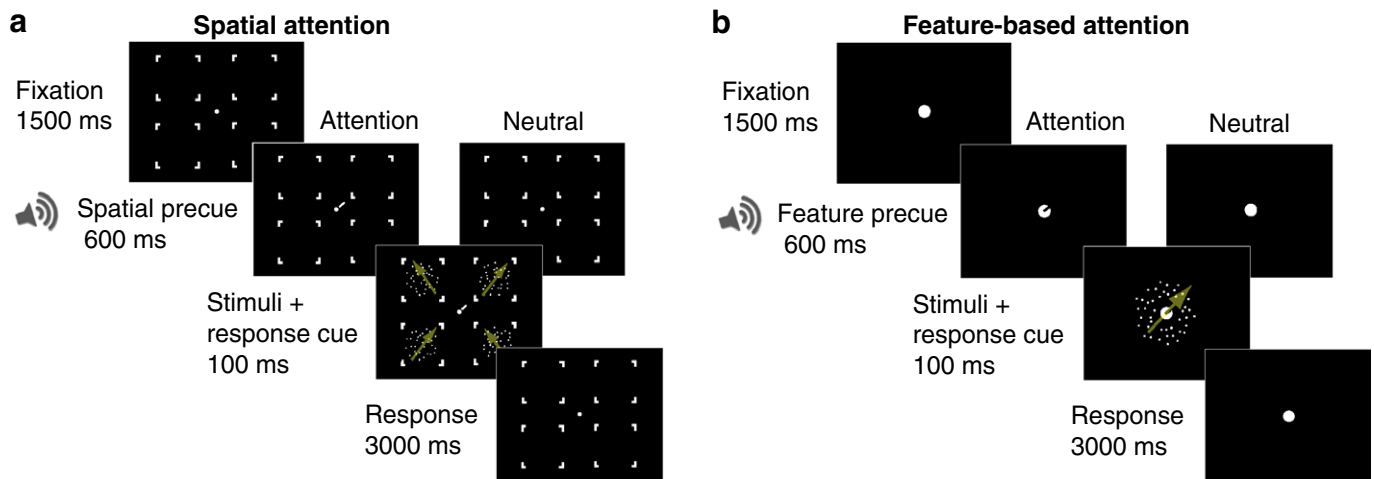 a
Spatial attention
Fixation
1500 ms
Attention
Neutral
Spatial precue
600 ms
Stimuli +
response cue
100 ms
Response
3000 ms
b
Feature-based attention
Fixation
1500 ms
Attention
Neutral
Feature precue
600 ms
Stimuli +
response cue
100 ms
Response
3000 ms